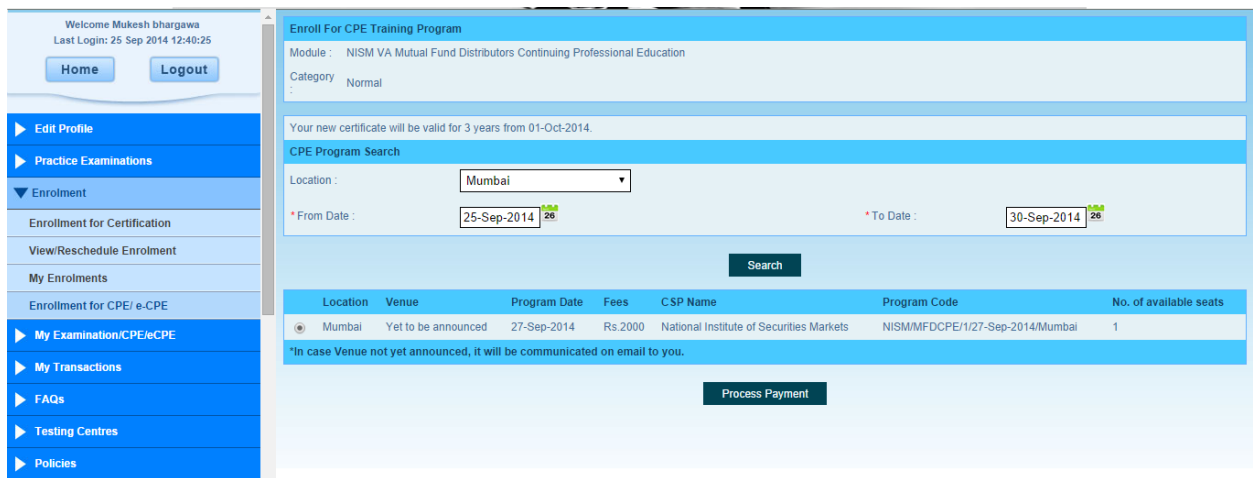 Welcome Mukesh bhargawa
Last Login: 25 Sep 2014 12:40:25
Home Logout
Edit Profile
Practice Examinations
Enrolment
Enrollment for Certification
View/Reschedule Enrolment
My Enrolments
Enrollment for CPE/ e-CPE
My Examination/CPE/eCPE
My Transactions
FAQs
Testing Centres
Policies
Enroll For CPE Training Program
Module : NISM VA Mutual Fund Distributors Continuing Professional Education
Category : Normal
Your new certificate will be valid for 3 years from 01-Oct-2014.
CPE Program Search
Location : Mumbai
*From Date : 25-Sep-2014 26 *To Date : 30-Sep-2014 26
Search
Location Venue Program Date Fees CSP Name Program Code No. of available seats
Mumbai Yet to be announced 27-Sep-2014 Rs.2000 National Institute of Securities Markets NISM/MFDCPE/1/27-Sep-2014/Mumbai 1
*In case Venue not yet announced, it will be communicated on email to you.
Process Payment